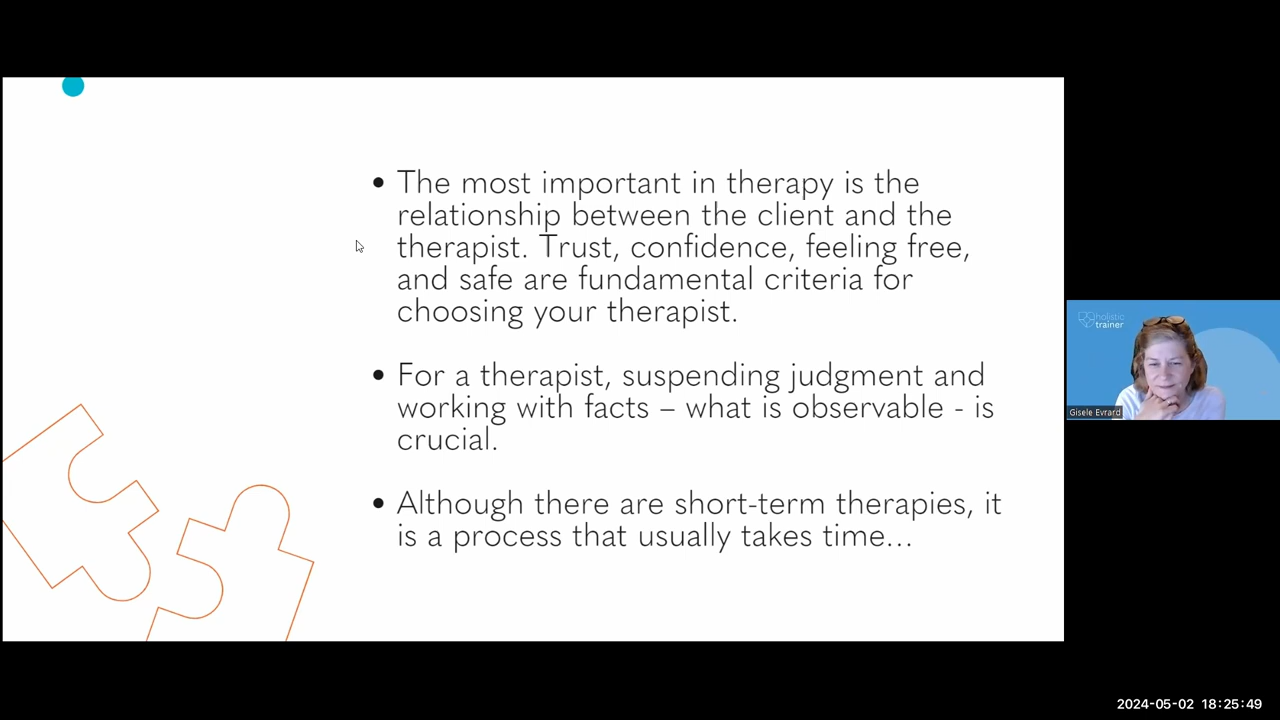 • The most important in therapy is the
relationship between the client and the
therapist. Trust, confidence, feeling free,
and safe are fundamental criteria for
choosing your therapist.
• For a therapist, suspending judgment and
working with facts – what is observable - is
crucial.
• Although there are short-term therapies, it
is a process that usually takes time...
holistic
trainer
Gisele Evrard
2024-05-02 18:25:49